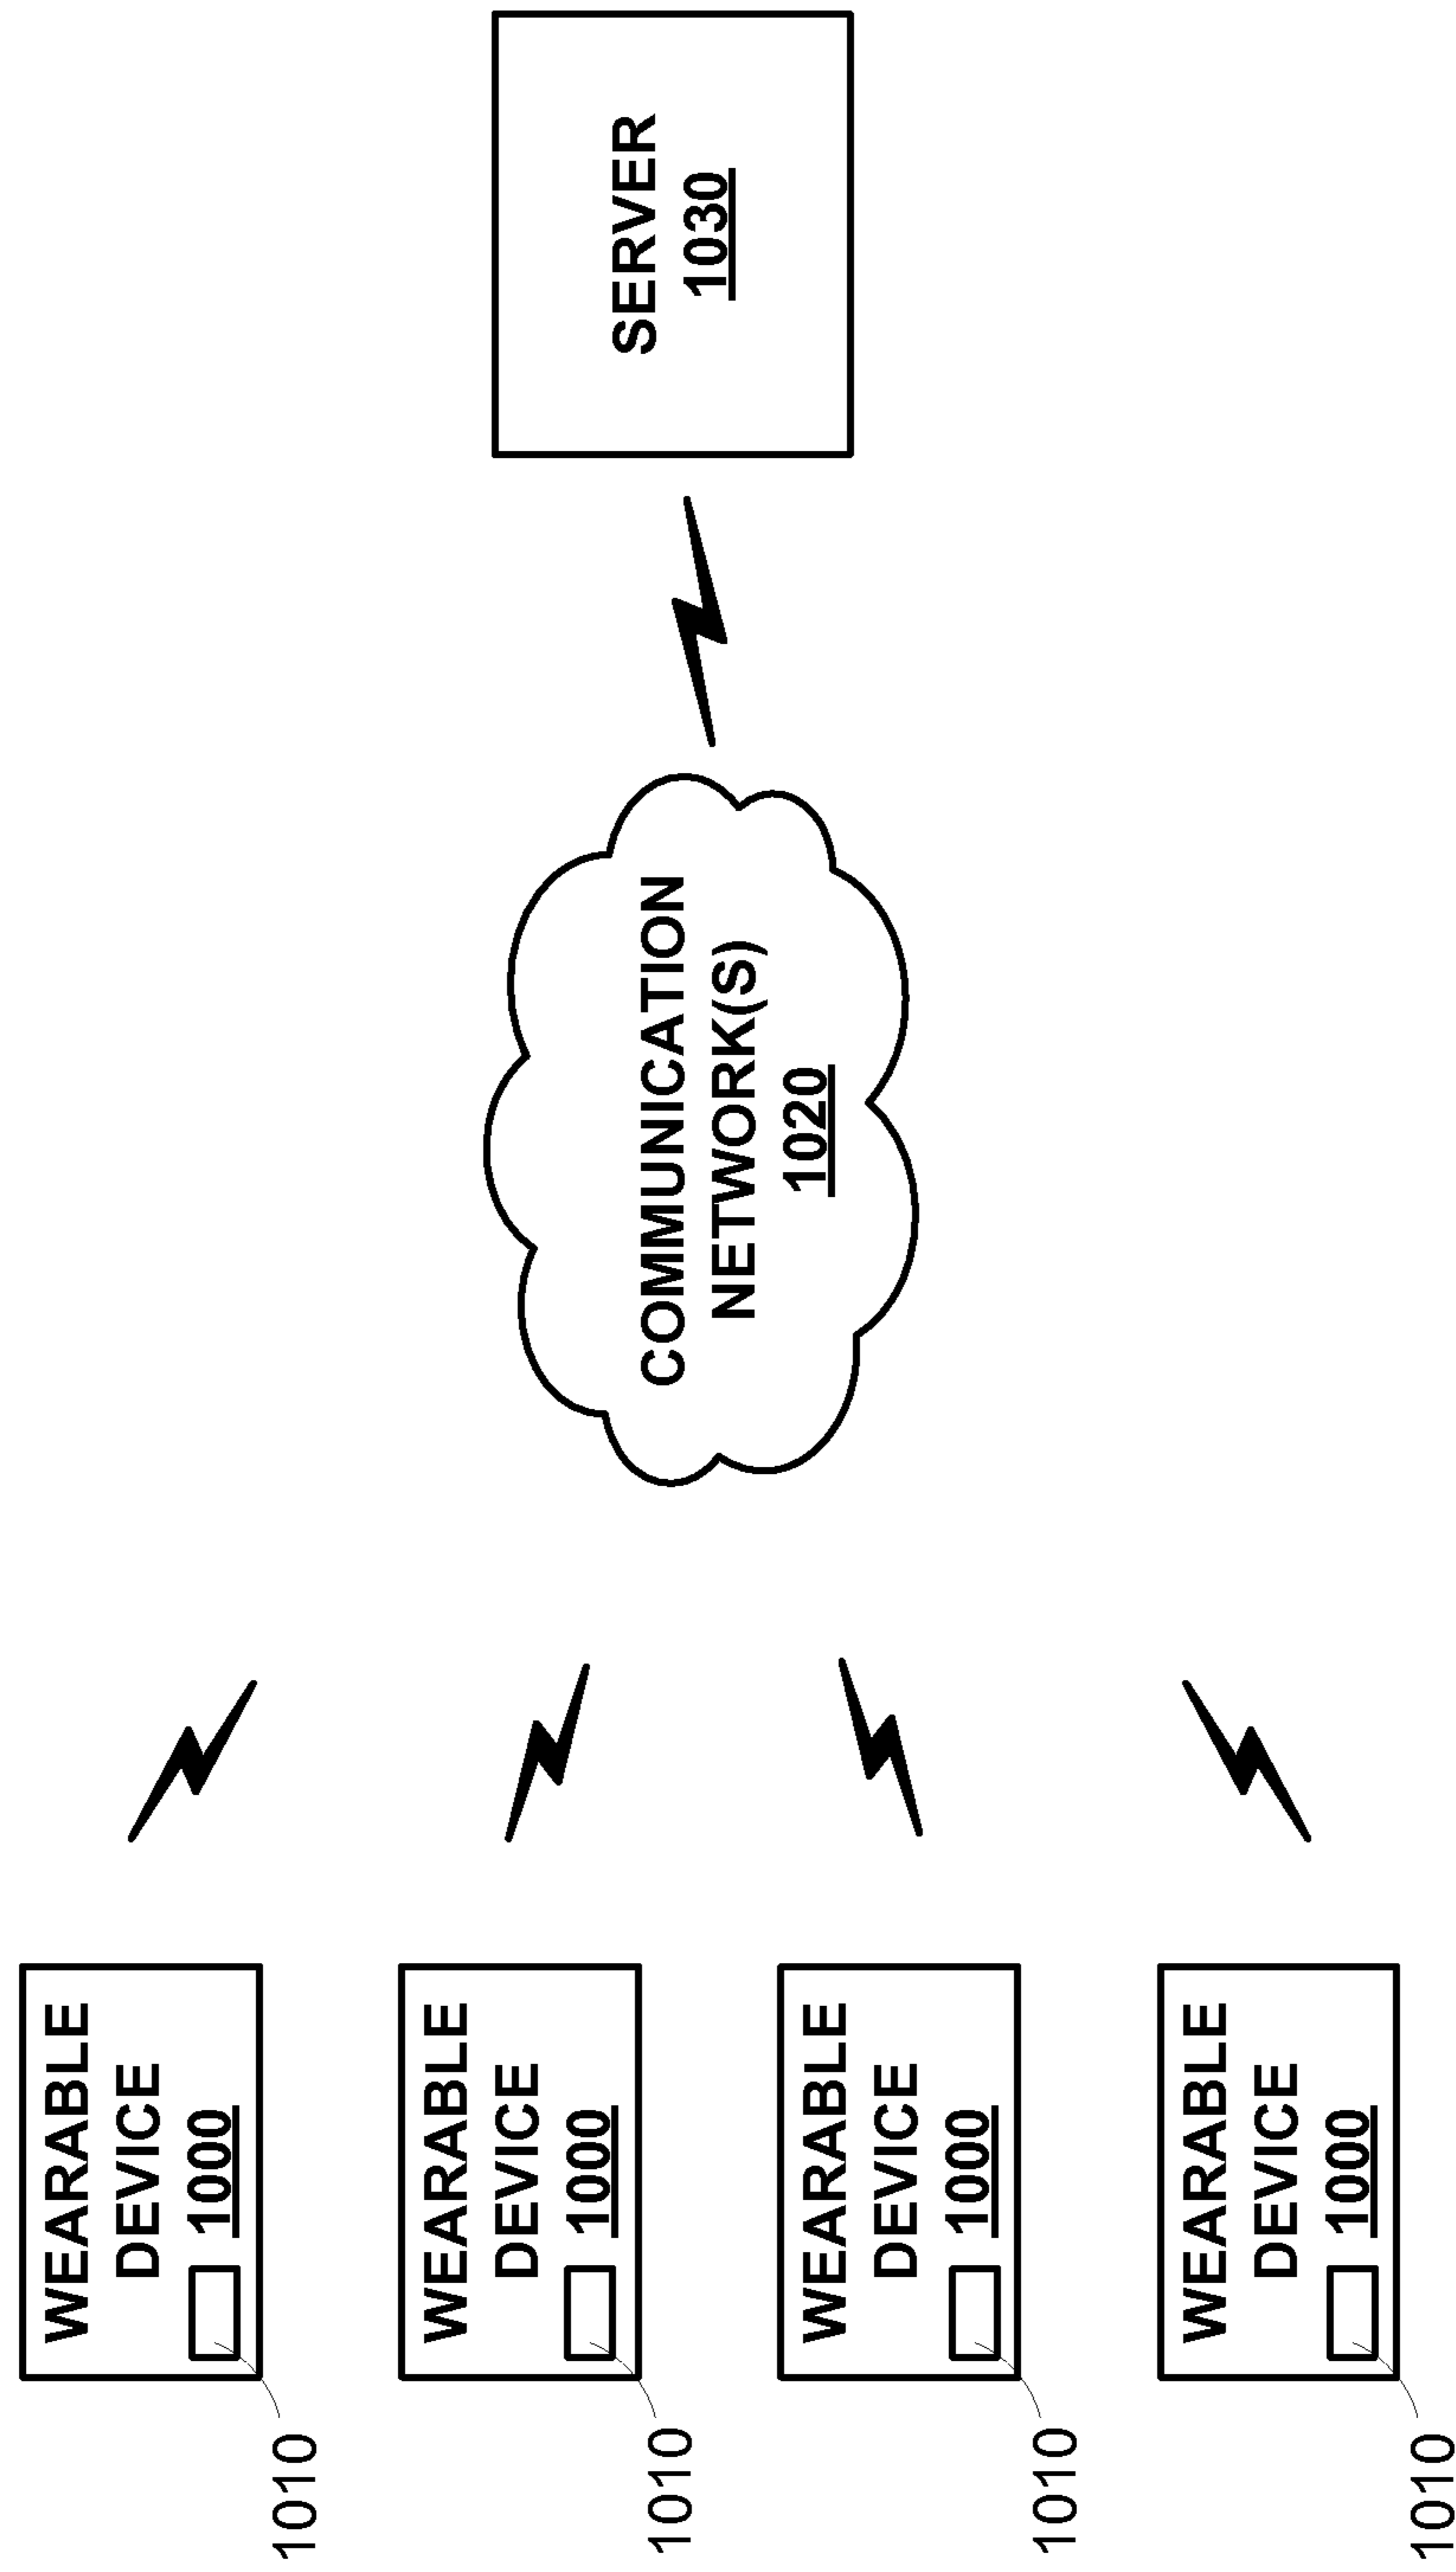 WEARABLE
DEVICE
1000
1010
WEARABLE
DEVICE
1000
1010
WEARABLE
DEVICE
1000
1010
WEARABLE
DEVICE
1000
1010
COMMUNICATION
NETWORK(S)
1020
SERVER
1030